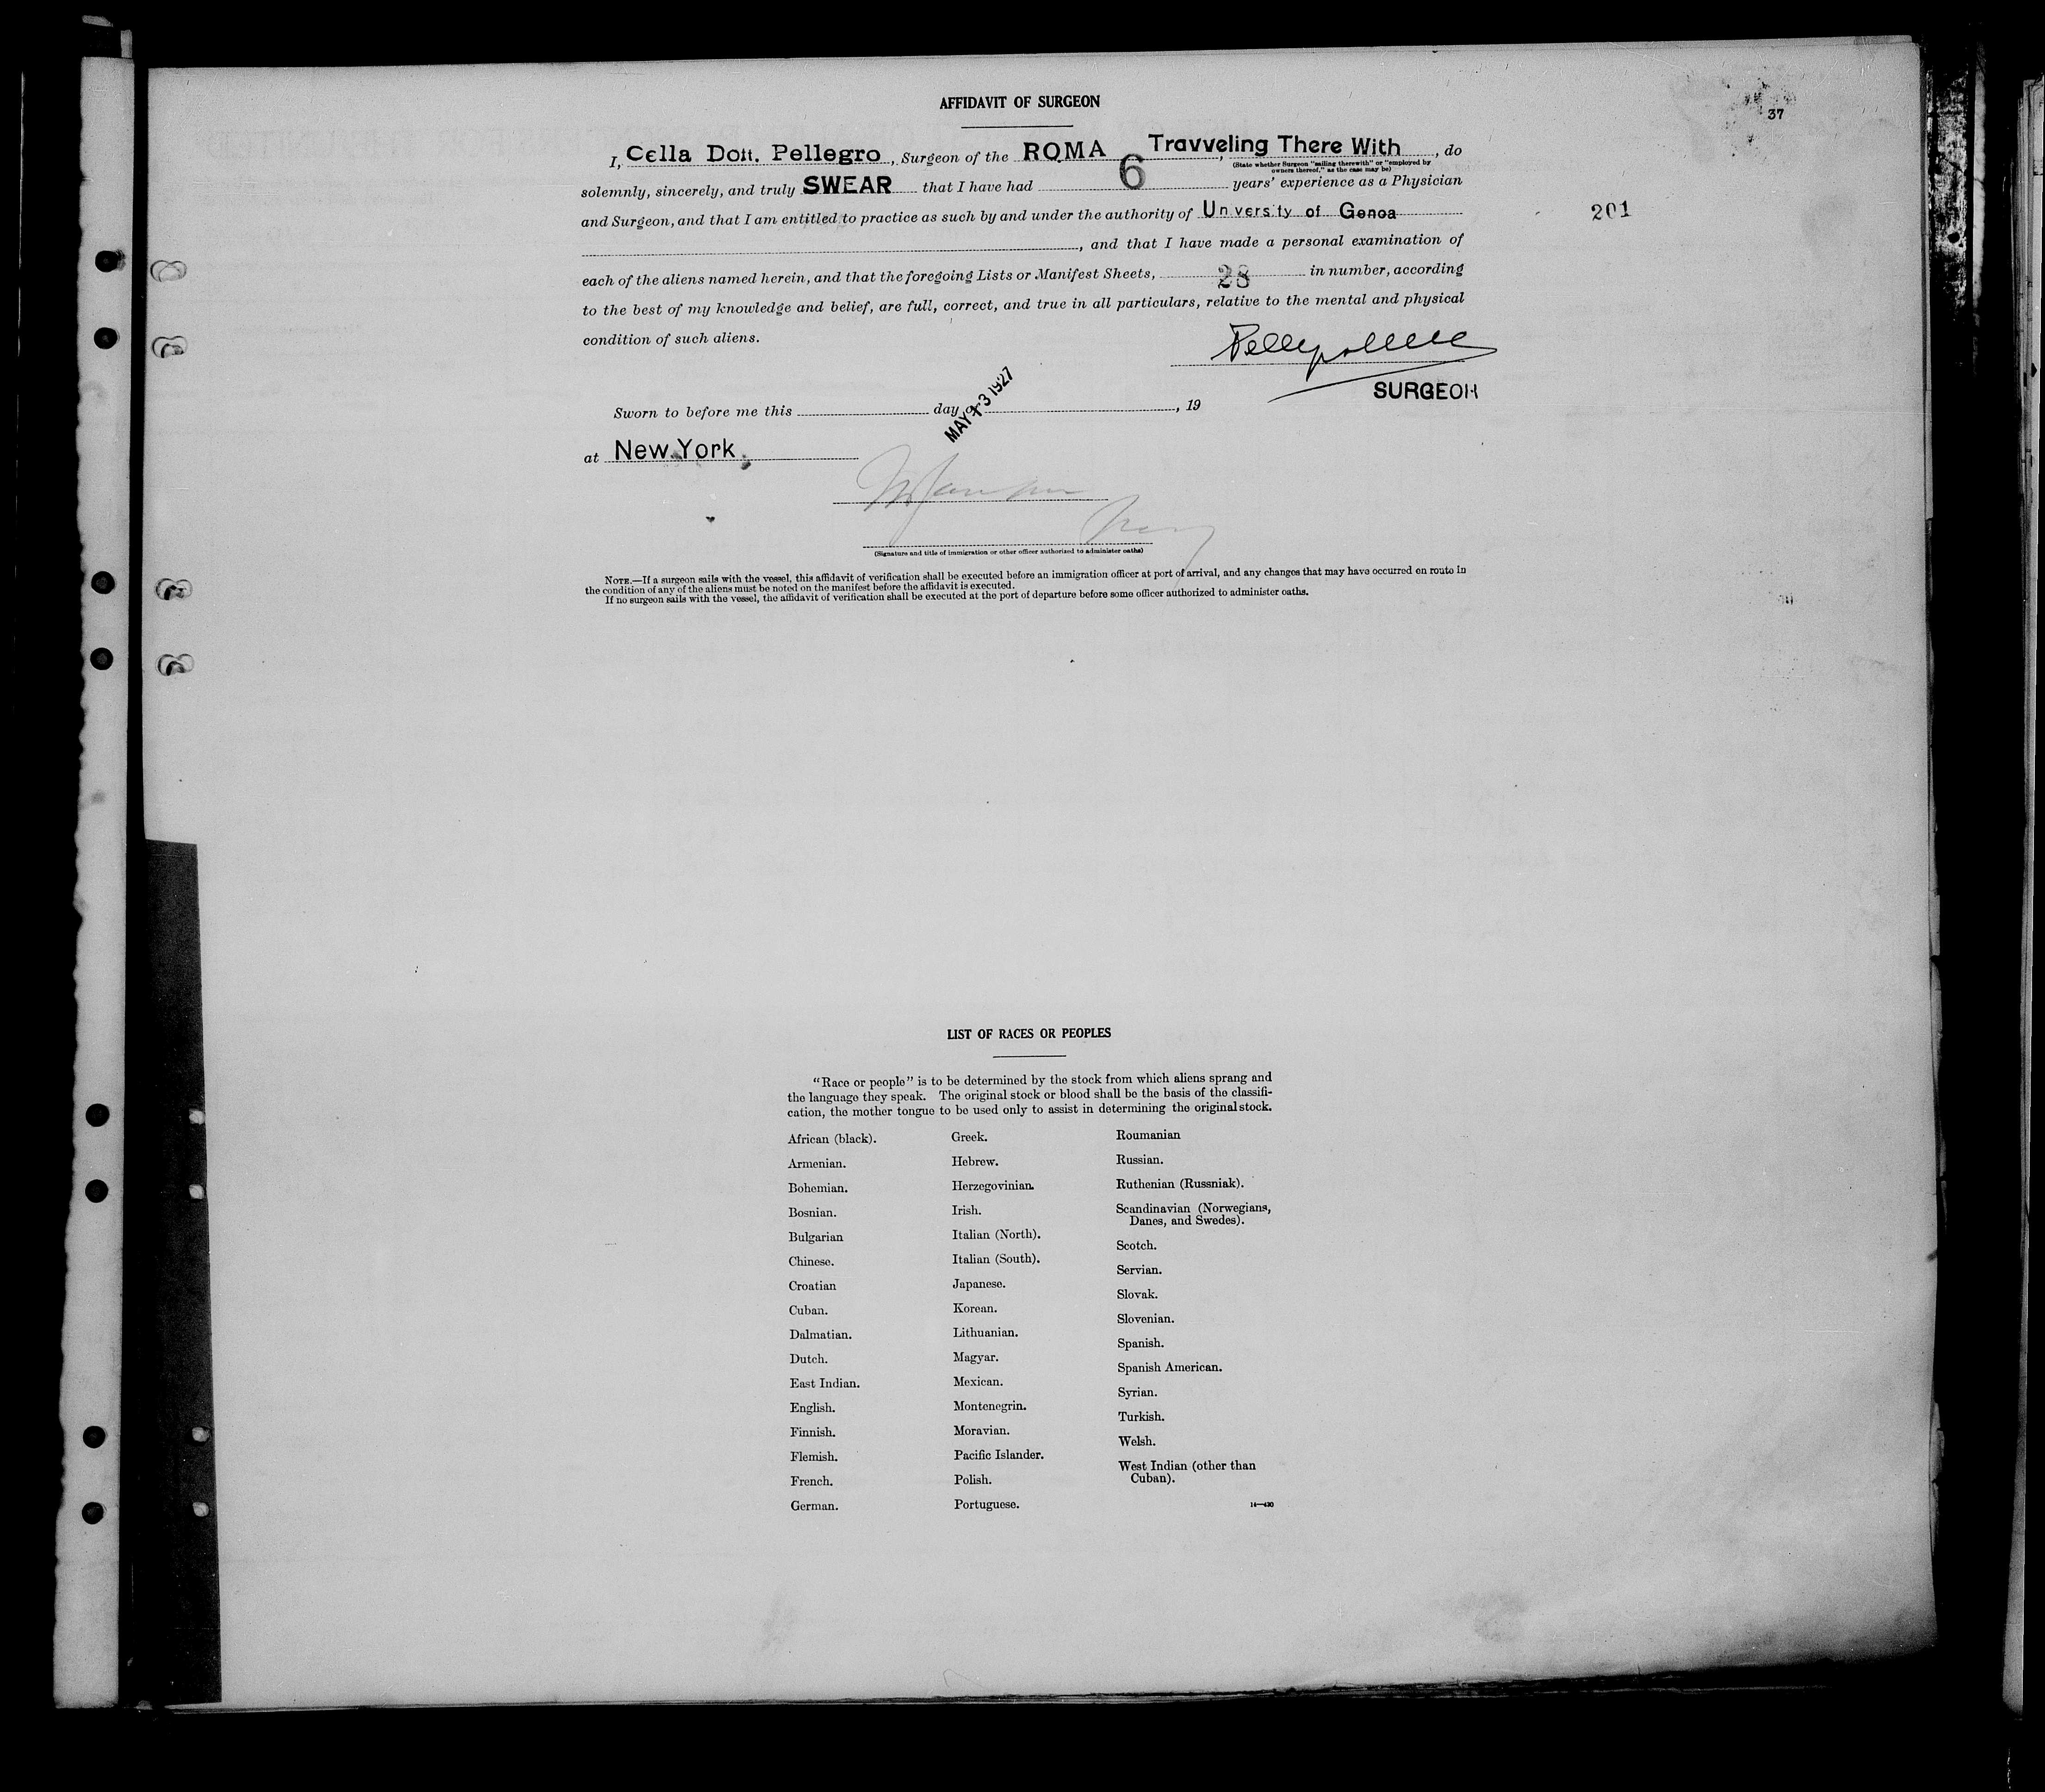 AFFIDAVIT OF SURGEON
37
I, Cella Dott. Pellegro, Surgeon of the ROMA Travveling There With, do
(State whether Surgeon "sailing therewith" or "employed by
owners thereof," as the case may be)
solemnly, sincerely, and truly SWEAR that I have had 6 years' experience as a Physician
and Surgeon, and that I am entitled to practice as such by and under the authority of Unversity of Genoa
201
, and that I have made a personal examination of
each of the aliens named herein, and that the foregoing Lists or Manifest Sheets, 28 in number, according
to the best of my knowledge and belief, are full, correct, and true in all particulars, relative to the mental and physical
condition of such aliens.
SURGEON
Sworn to before me this day of MAY 3 1927, 19
at New York
(Signature and title of immigration or other officer authorized to administer oaths)
NOTE.—If a surgeon sails with the vessel, this affidavit of verification shall be executed before an immigration officer at port of arrival, and any changes that may have occurred en route in
the condition of any of the aliens must be noted on the manifest before the affidavit is executed.
If no surgeon sails with the vessel, the affidavit of verification shall be executed at the port of departure before some officer authorized to administer oaths.
LIST OF RACES OR PEOPLES
"Race or people" is to be determined by the stock from which aliens sprang and
the language they speak. The original stock or blood shall be the basis of the classifi-
cation, the mother tongue to be used only to assist in determining the original stock.
African (black).
Armenian.
Bohemian.
Bosnian.
Bulgarian
Chinese.
Croatian
Cuban.
Dalmatian.
Dutch.
East Indian.
English.
Finnish.
Flemish.
French.
German.
Greek.
Hebrew.
Herzegovinian.
Irish.
Italian (North).
Italian (South).
Japanese.
Korean.
Lithuanian.
Magyar.
Mexican.
Montenegrin.
Moravian.
Pacific Islander.
Polish.
Portuguese.
Roumanian
Russian.
Ruthenian (Russniak).
Scandinavian (Norwegians,
Danes, and Swedes).
Scotch.
Servian.
Slovak.
Slovenian.
Spanish.
Spanish American.
Syrian.
Turkish.
Welsh.
West Indian (other than
Cuban).
14—430